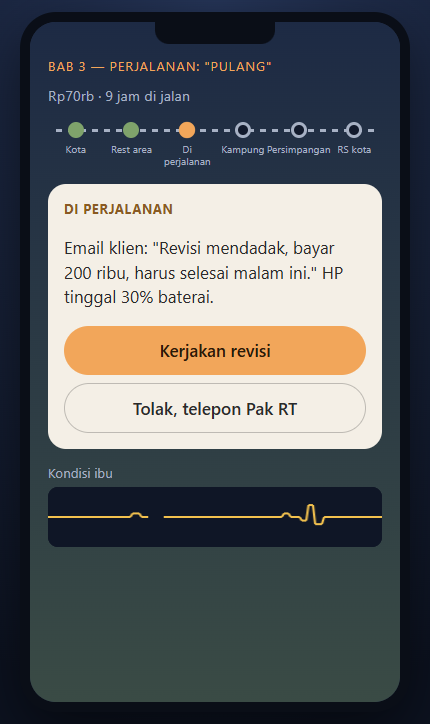 BAB 3 — PERJALANAN: "PULANG"
Rp70rb · 9 jam di jalan
Kota
Rest area
Di
perjalanan
Kampung
Persimpangan
RS kota
DI PERJALANAN
Email klien: "Revisi mendadak, bayar
200 ribu, harus selesai malam ini." HP
tinggal 30% baterai.
Kerjakan revisi
Tolak, telepon Pak RT
Kondisi ibu